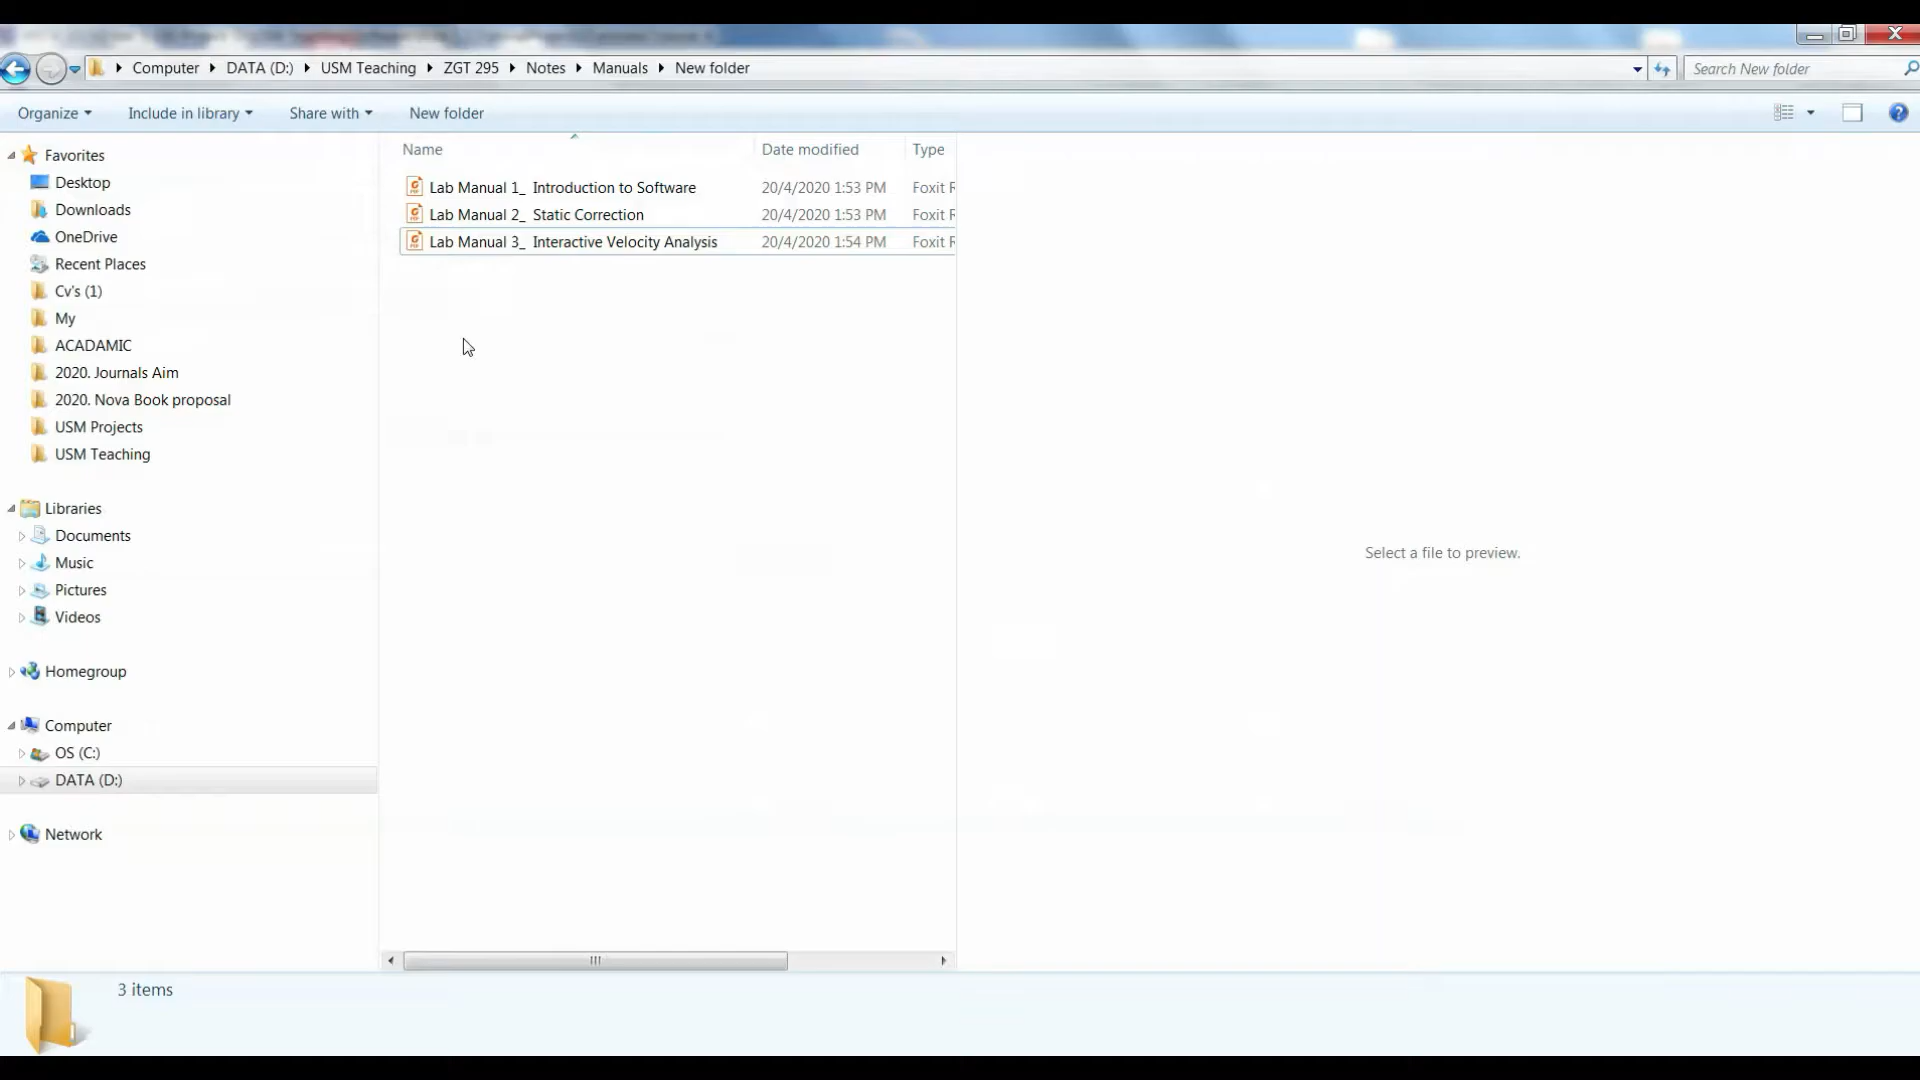 Computer DATA (D:) USM Teaching ZGT 295 Notes Manuals New folder
Search New folder
Organize Include in library Share with New folder
Favorites
Desktop
Downloads
OneDrive
Recent Places
Cv's (1)
My
ACADAMIC
2020. Journals Aim
2020. Nova Book proposal
USM Projects
USM Teaching
Libraries
Documents
Music
Pictures
Videos
Homegroup
Computer
OS (C:)
DATA (D:)
Network
Name Date modified Type
Lab Manual 1_ Introduction to Software 20/4/2020 1:53 PM Foxit R
Lab Manual 2_ Static Correction 20/4/2020 1:53 PM Foxit R
Lab Manual 3_ Interactive Velocity Analysis 20/4/2020 1:54 PM Foxit R
Select a file to preview.
3 items